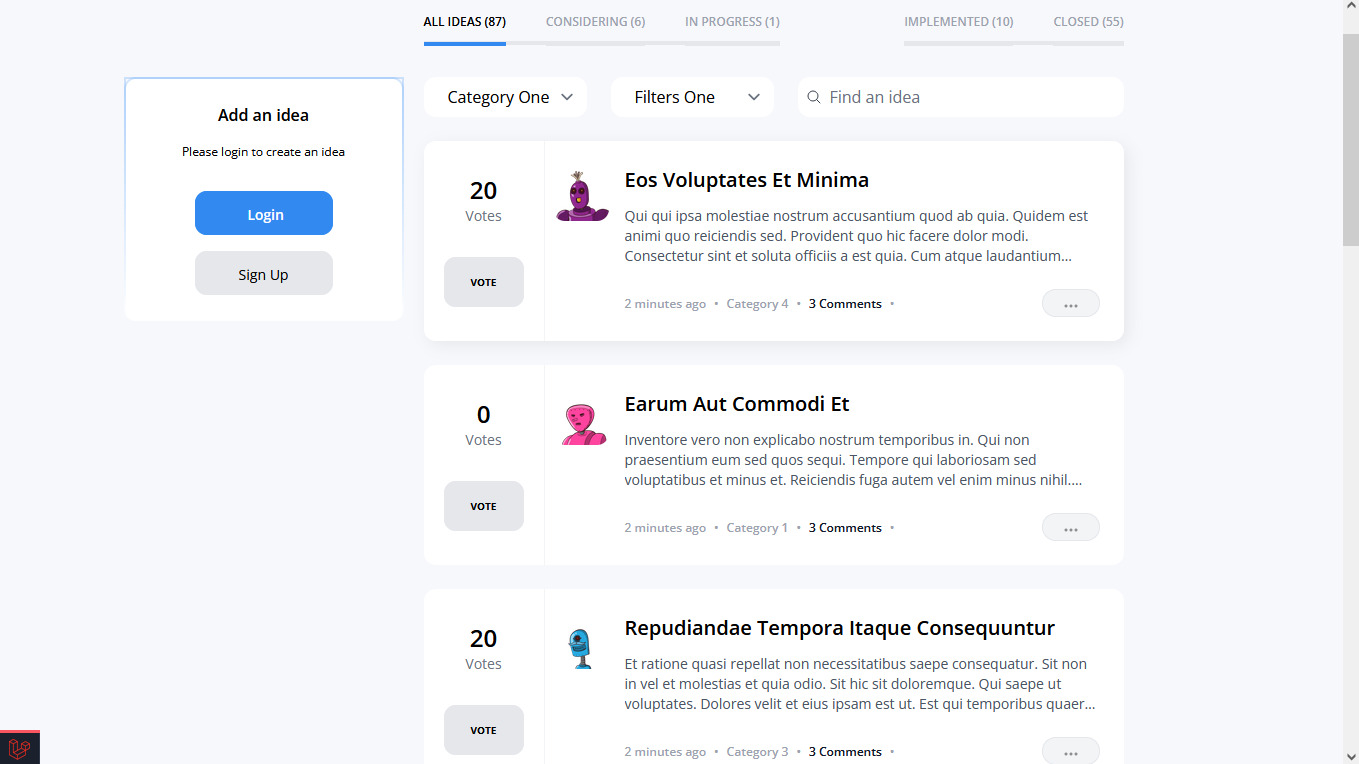 ALL IDEAS (87) CONSIDERING (6) IN PROGRESS (1) IMPLEMENTED (10) CLOSED (55)
Add an idea
Please login to create an idea
Login
Sign Up
Category One Filters One Find an idea
20
Votes
VOTE
Eos Voluptates Et Minima
Qui qui ipsa molestiae nostrum accusantium quod ab quia. Quidem est
animi quo reiciendis sed. Provident quo hic facere dolor modi.
Consectetur sint et soluta officiis a est quia. Cum atque laudantium...
2 minutes ago • Category 4 • 3 Comments •
...
0
Votes
VOTE
Earum Aut Commodi Et
Inventore vero non explicabo nostrum temporibus in. Qui non
praesentium eum sed quos sequi. Tempore qui laboriosam sed
voluptatibus et minus et. Reiciendis fuga autem vel enim minus nihil....
2 minutes ago • Category 1 • 3 Comments •
...
20
Votes
VOTE
Repudiandae Tempora Itaque Consequuntur
Et ratione quasi repellat non necessitatibus saepe consequatur. Sit non
in vel et molestias et quia odio. Sit hic sit doloremque. Qui saepe ut
voluptates. Dolores velit et eius ipsam est ut. Est qui temporibus quaer...
2 minutes ago • Category 3 • 3 Comments •
...